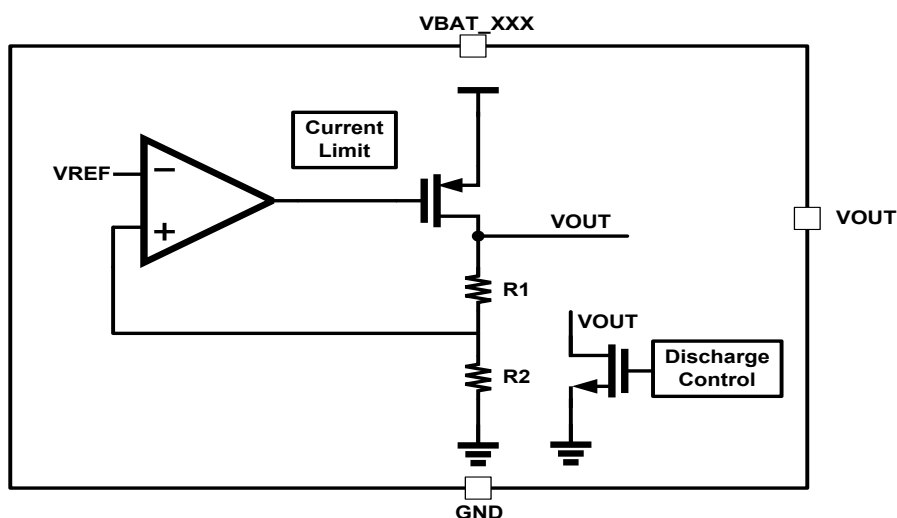 VBAT_XXX
Current
Limit
VREF
−
+
VOUT
VOUT
R1
VOUT
R2
Discharge
Control
GND